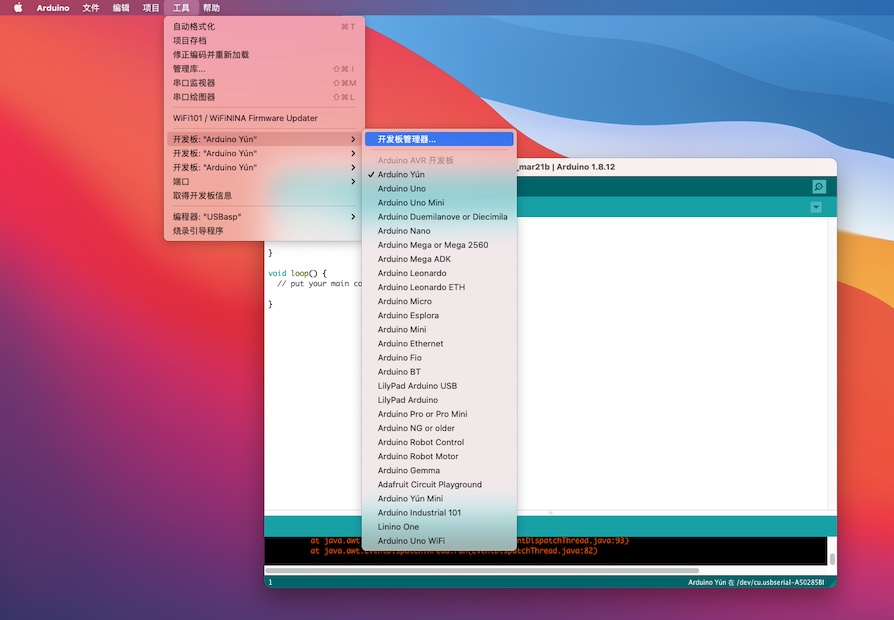 Arduino 文件 编辑 项目 工具 帮助
自动格式化 ⌘ T
项目存档
修正编码并重新加载
管理库... ⇧⌘ I
串口监视器 ⇧⌘M
串口绘图器 ⇧⌘ L
WiFi101 / WiFiNINA Firmware Updater
开发板: "Arduino Yún"
开发板: "Arduino Yún"
开发板: "Arduino Yún"
端口
取得开发板信息
编程器: "USBasp"
烧录引导程序
开发板管理器...
Arduino AVR 开发板
✓ Arduino Yún
Arduino Uno
Arduino Uno Mini
Arduino Duemilanove or Diecimila
Arduino Nano
Arduino Mega or Mega 2560
Arduino Mega ADK
Arduino Leonardo
Arduino Leonardo ETH
Arduino Micro
Arduino Esplora
Arduino Mini
Arduino Ethernet
Arduino Fio
Arduino BT
LilyPad Arduino USB
LilyPad Arduino
Arduino Pro or Pro Mini
Arduino NG or older
Arduino Robot Control
Arduino Robot Motor
Arduino Gemma
Adafruit Circuit Playground
Arduino Yún Mini
Arduino Industrial 101
Linino One
Arduino Uno WiFi
_mar21b | Arduino 1.8.12
}
void loop() {
// put your main co
}
at java.awt ntDispatchThread.java:93)
at java.awt.EventDispatchThread.run(EventDispatchThread.java:82)
1 Arduino Yún 在 /dev/cu.usbserial-A50285BI